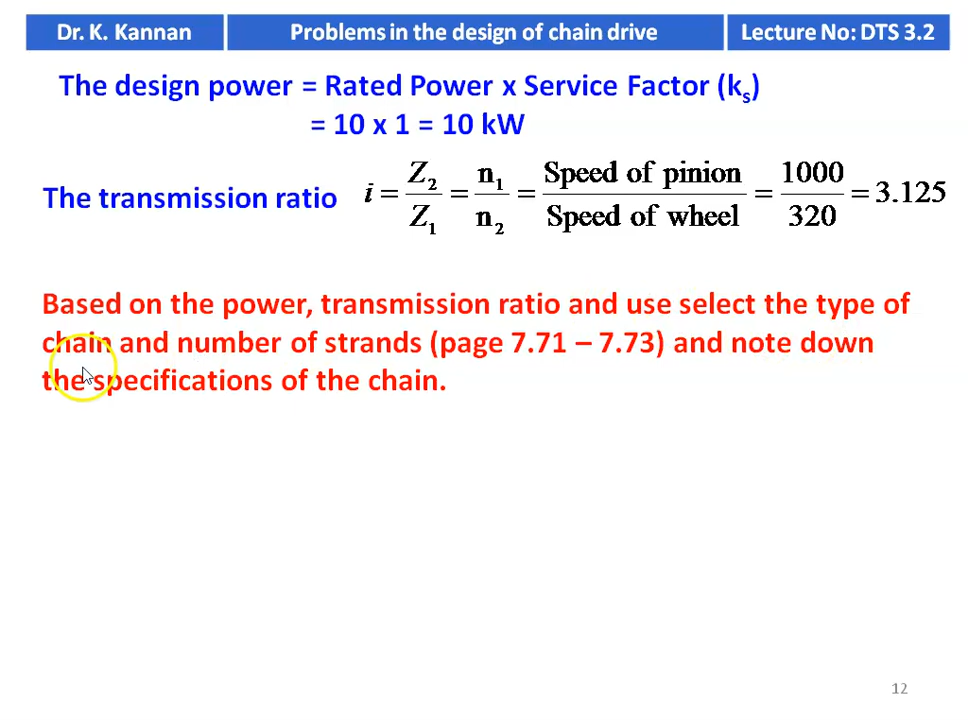 Dr. K. Kannan
Problems in the design of chain drive
Lecture No: DTS 3.2
The design power = Rated Power x Service Factor (kₛ)
= 10 x 1 = 10 kW
The transmission ratio i = Z₂/Z₁ = n₁/n₂ = Speed of pinion/Speed of wheel = 1000/320 = 3.125
Based on the power, transmission ratio and use select the type of
chain and number of strands (page 7.71 – 7.73) and note down
the specifications of the chain.
12